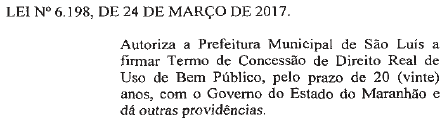 LEI Nº 6.198, DE 24 DE MARÇO DE 2017.
Autoriza a Prefeitura Municipal de São Luís a
firmar Termo de Concessão de Direito Real de
Uso de Bem Público, pelo prazo de 20 (vinte)
anos, com o Governo do Estado do Maranhão e
dá outras providências.